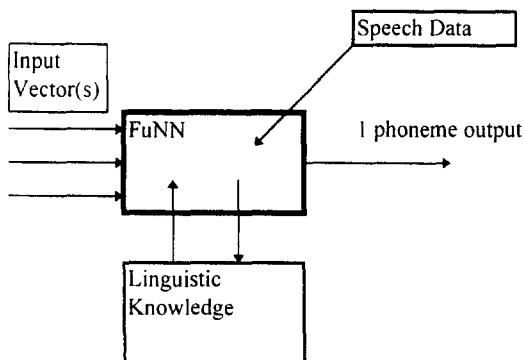 Speech Data
Input
Vector(s)
FuNN
1 phoneme output
Linguistic
Knowledge